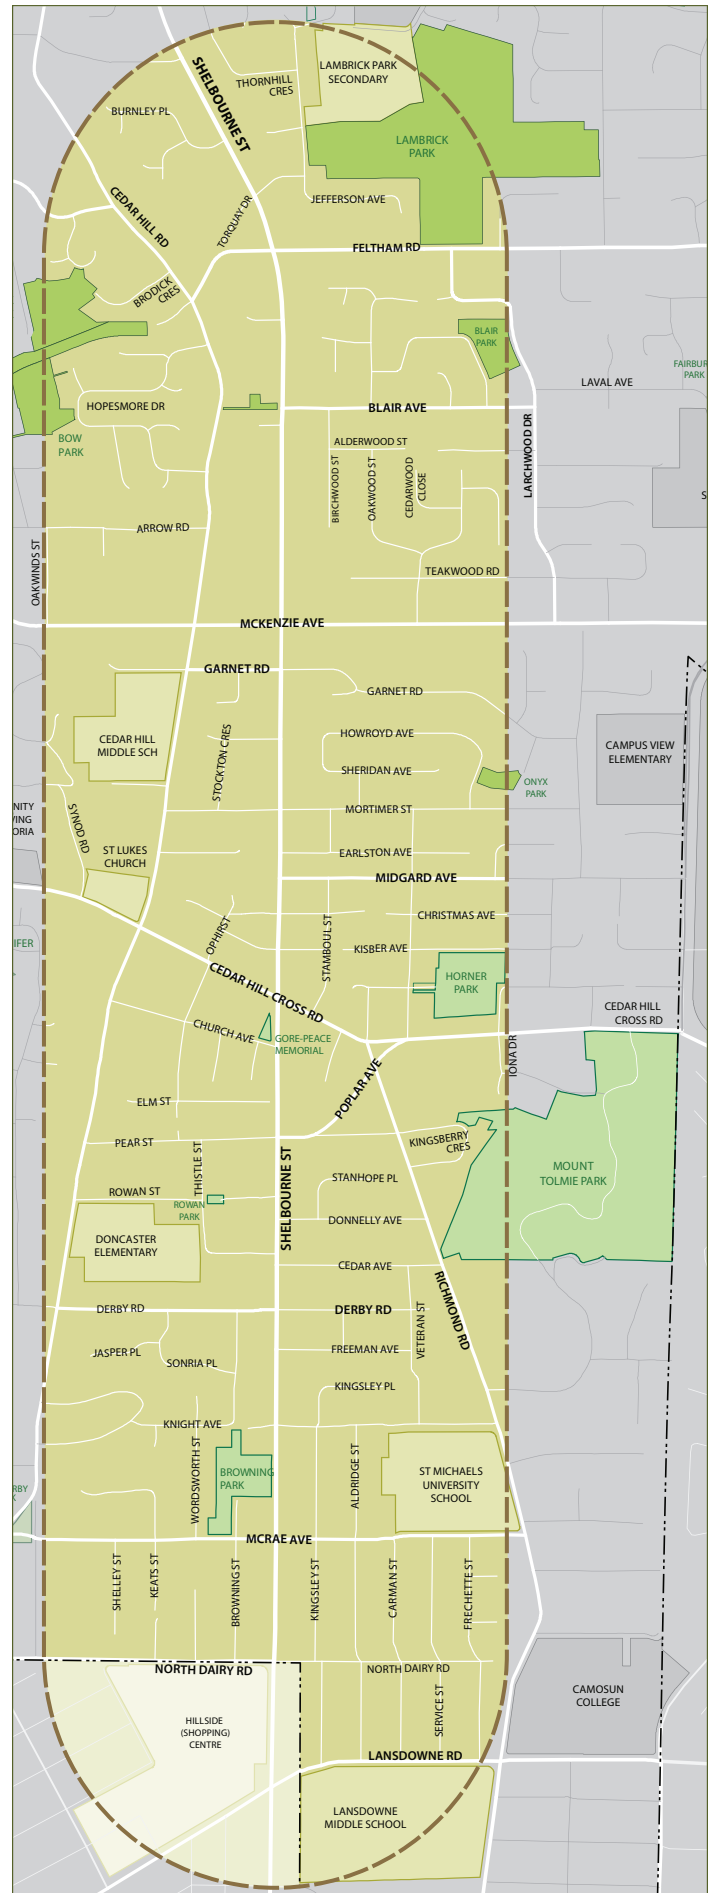 SHELBOURNE ST
LAMBRICK PARK
SECONDARY
THORNHILL
CRES
BURNLEY PL
LAMBRICK
PARK
CEDAR HILL RD
TORQUAY DR
JEFFERSON AVE
FELTHAM RD
BRODICK
CRES
BLAIR
PARK
FAIRBUR
PARK
LAVAL AVE
HOPESMORE DR
BLAIR AVE
BOW
PARK
ALDERWOOD ST
LARCHWOOD DR
BIRCHWOOD ST
OAKWOOD ST
CEDARWOOD
CLOSE
S
ARROW RD
OAKWINDS ST
TEAKWOOD RD
MCKENZIE AVE
GARNET RD
GARNET RD
CEDAR HILL
MIDDLE SCH
STOCKTON CRES
HOWROYD AVE
CAMPUS VIEW
ELEMENTARY
SHERIDAN AVE
ONYX
PARK
NITY
VING
ORIA
SYNOD RD
MORTIMER ST
ST LUKES
CHURCH
EARLSTON AVE
MIDGARD AVE
OPHIRST
STAMBOUL ST
CHRISTMAS AVE
IFER
KISBER AVE
CEDAR HILL CROSS RD
HORNER
PARK
CEDAR HILL
CROSS RD
CHURCH AVE
GORE-PEACE
MEMORIAL
IONA DR
POPLAR AVE
ELM ST
PEAR ST
THISTLE ST
SHELBOURNE ST
KINGSBERRY
CRES
MOUNT
TOLMIE PARK
STANHOPE PL
ROWAN ST
ROWAN
PARK
DONNELLY AVE
DONCASTER
ELEMENTARY
CEDAR AVE
RICHMOND RD
DERBY RD
DERBY RD
VETERAN ST
JASPER PL
SONRIA PL
FREEMAN AVE
KINGSLEY PL
KNIGHT AVE
WORDSWORTH ST
BROWNING
PARK
ALDRIDGE ST
ST MICHAELS
UNIVERSITY
SCHOOL
RBY
K
MCRAE AVE
SHELLEY ST
KEATS ST
BROWNING ST
KINGSLEY ST
CARMAN ST
FRECHETTE ST
NORTH DAIRY RD
NORTH DAIRY RD
SERVICE ST
CAMOSUN
COLLEGE
HILLSIDE
(SHOPPING)
CENTRE
LANSDOWNE RD
LANSDOWNE
MIDDLE SCHOOL